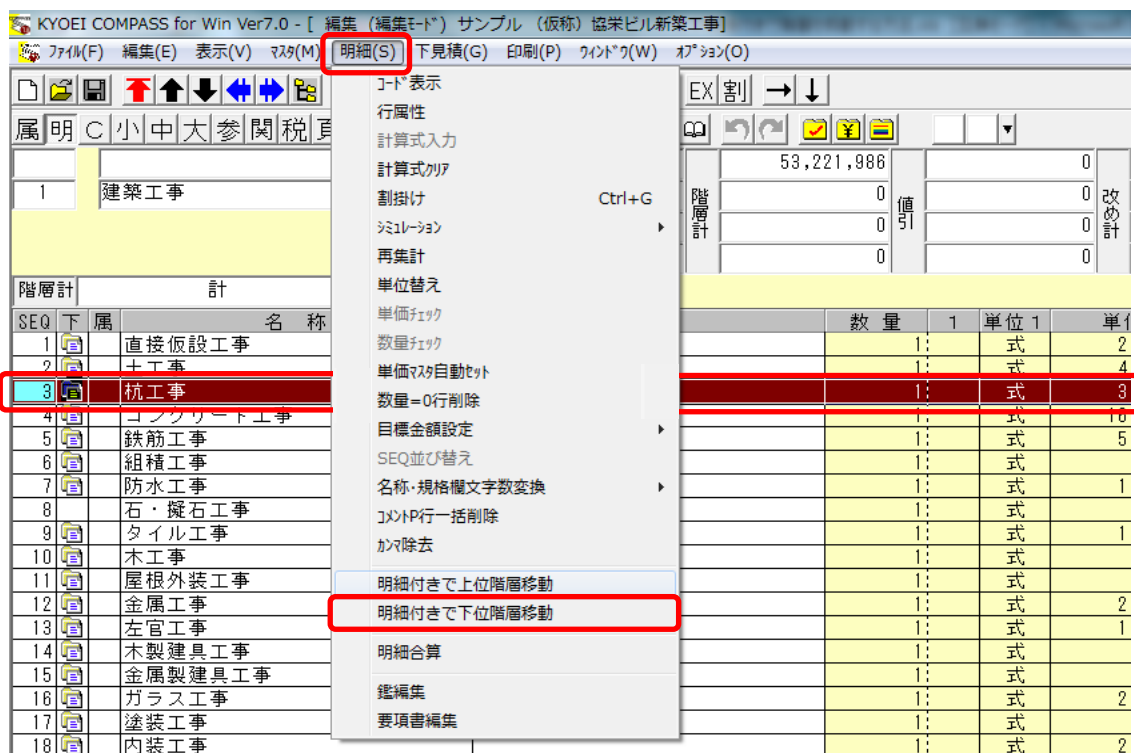 KYOEI COMPASS for Win Ver7.0 - [ 編集 (編集ﾓｰﾄﾞ) サンプル (仮称) 協栄ビル新築工事]
ﾌｧｲﾙ(F) 編集(E) 表示(V) ﾏｽﾀ(M) 明細(S) 下見積(G) 印刷(P) ｳｨﾝﾄﾞｳ(W) ｵﾌﾟｼｮﾝ(O)
EX 割
属 明 C 小 中 大 参 関 税 頁
53,221,986 0
1 建築工事 階層計 0 値引 0 改め計
0 0
0 0
階層計 計
SEQ 下 属 名 称 数 量 1 単位 1 単
1 直接仮設工事 1 式 2
2 土工事 1 式 4
3 杭工事 1 式 3
4 コンクリート工事 1 式 10
5 鉄筋工事 1 式 5
6 組積工事 1 式
7 防水工事 1 式 1
8 石・擬石工事 1 式
9 タイル工事 1 式 1
10 木工事 1 式
11 屋根外装工事 1 式
12 金属工事 1 式 2
13 左官工事 1 式 1
14 木製建具工事 1 式
15 金属製建具工事 1 式
16 ガラス工事 1 式 2
17 塗装工事 1 式
18 内装工事 1 式 2
ｺｰﾄﾞ表示
行属性
計算式入力
計算式ｸﾘｱ
割掛け Ctrl+G
ｼﾐｭﾚｰｼｮﾝ
再集計
単位替え
単価ﾁｪｯｸ
数量ﾁｪｯｸ
単価ﾏｽﾀ自動ｾｯﾄ
数量=0行削除
目標金額設定
SEQ並び替え
名称･規格欄文字数変換
ｺﾒﾝﾄP行一括削除
ｶﾝﾏ除去
明細付きで上位階層移動
明細付きで下位階層移動
明細合算
鑑編集
要項書編集